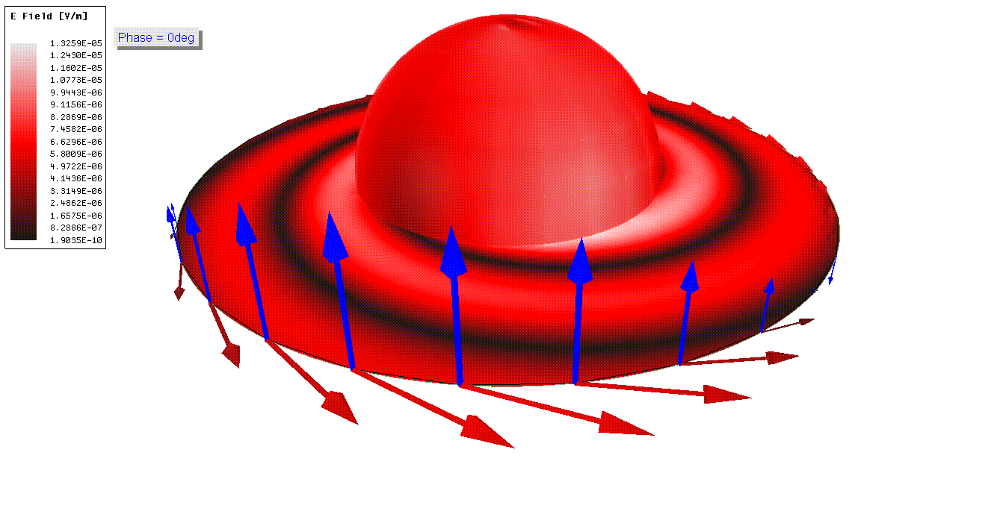 E Field [V/m]
Phase = 0deg
1.3259E-05
1.2430E-05
1.1602E-05
1.0773E-05
9.9443E-06
9.1156E-06
8.2869E-06
7.4582E-06
6.6296E-06
5.8009E-06
4.9722E-06
4.1436E-06
3.3149E-06
2.4862E-06
1.6575E-06
8.2886E-07
1.9035E-10